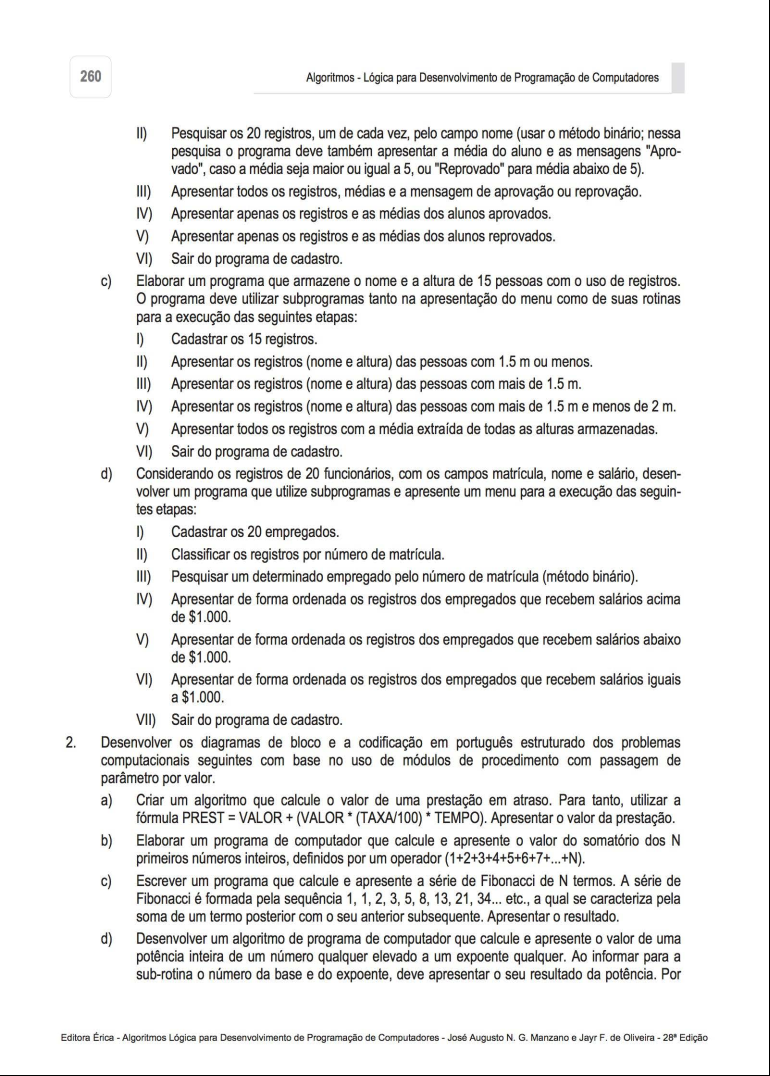 260
Algoritmos - Lógica para Desenvolvimento de Programação de Computadores
II) Pesquisar os 20 registros, um de cada vez, pelo campo nome (usar o método binário; nessa
pesquisa o programa deve também apresentar a média do aluno e as mensagens "Apro-
vado", caso a média seja maior ou igual a 5, ou "Reprovado" para média abaixo de 5).
III) Apresentar todos os registros, médias e a mensagem de aprovação ou reprovação.
IV) Apresentar apenas os registros e as médias dos alunos aprovados.
V) Apresentar apenas os registros e as médias dos alunos reprovados.
VI) Sair do programa de cadastro.
c) Elaborar um programa que armazene o nome e a altura de 15 pessoas com o uso de registros.
O programa deve utilizar subprogramas tanto na apresentação do menu como de suas rotinas
para a execução das seguintes etapas:
I) Cadastrar os 15 registros.
II) Apresentar os registros (nome e altura) das pessoas com 1.5 m ou menos.
III) Apresentar os registros (nome e altura) das pessoas com mais de 1.5 m.
IV) Apresentar os registros (nome e altura) das pessoas com mais de 1.5 m e menos de 2 m.
V) Apresentar todos os registros com a média extraída de todas as alturas armazenadas.
VI) Sair do programa de cadastro.
d) Considerando os registros de 20 funcionários, com os campos matrícula, nome e salário, desen-
volver um programa que utilize subprogramas e apresente um menu para a execução das seguin-
tes etapas:
I) Cadastrar os 20 empregados.
II) Classificar os registros por número de matrícula.
III) Pesquisar um determinado empregado pelo número de matrícula (método binário).
IV) Apresentar de forma ordenada os registros dos empregados que recebem salários acima
de $1.000.
V) Apresentar de forma ordenada os registros dos empregados que recebem salários abaixo
de $1.000.
VI) Apresentar de forma ordenada os registros dos empregados que recebem salários iguais
a $1.000.
VII) Sair do programa de cadastro.
2. Desenvolver os diagramas de bloco e a codificação em português estruturado dos problemas
computacionais seguintes com base no uso de módulos de procedimento com passagem de
parâmetro por valor.
a) Criar um algoritmo que calcule o valor de uma prestação em atraso. Para tanto, utilizar a
fórmula PREST = VALOR + (VALOR * (TAXA/100) * TEMPO). Apresentar o valor da prestação.
b) Elaborar um programa de computador que calcule e apresente o valor do somatório dos N
primeiros números inteiros, definidos por um operador (1+2+3+4+5+6+7+...+N).
c) Escrever um programa que calcule e apresente a série de Fibonacci de N termos. A série de
Fibonacci é formada pela sequência 1, 1, 2, 3, 5, 8, 13, 21, 34... etc., a qual se caracteriza pela
soma de um termo posterior com o seu anterior subsequente. Apresentar o resultado.
d) Desenvolver um algoritmo de programa de computador que calcule e apresente o valor de uma
potência inteira de um número qualquer elevado a um expoente qualquer. Ao informar para a
sub-rotina o número da base e do expoente, deve apresentar o seu resultado da potência. Por
Editora Érica - Algoritmos Lógica para Desenvolvimento de Programação de Computadores - José Augusto N. G. Manzano e Jayr F. de Oliveira - 28ª Edição